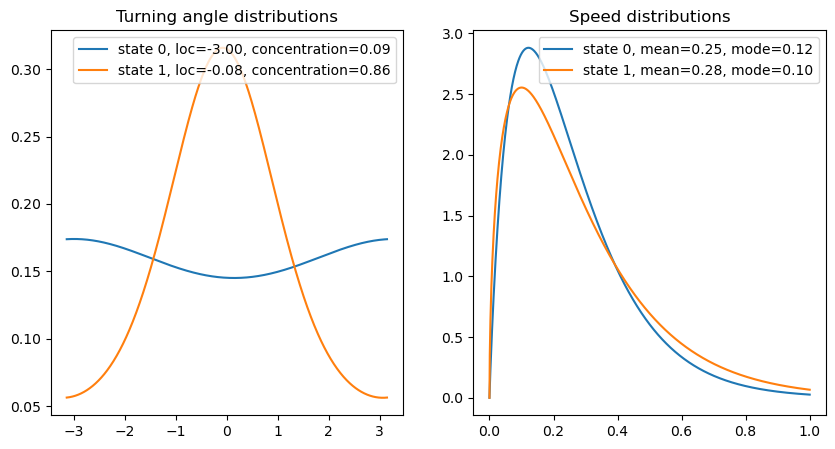 Turning angle distributions
state 0, loc=-3.00, concentration=0.09
state 1, loc=-0.08, concentration=0.86
0.30
0.25
0.20
0.15
0.10
0.05
−3 −2 −1 0 1 2 3
Speed distributions
state 0, mean=0.25, mode=0.12
state 1, mean=0.28, mode=0.10
3.0
2.5
2.0
1.5
1.0
0.5
0.0
0.0 0.2 0.4 0.6 0.8 1.0